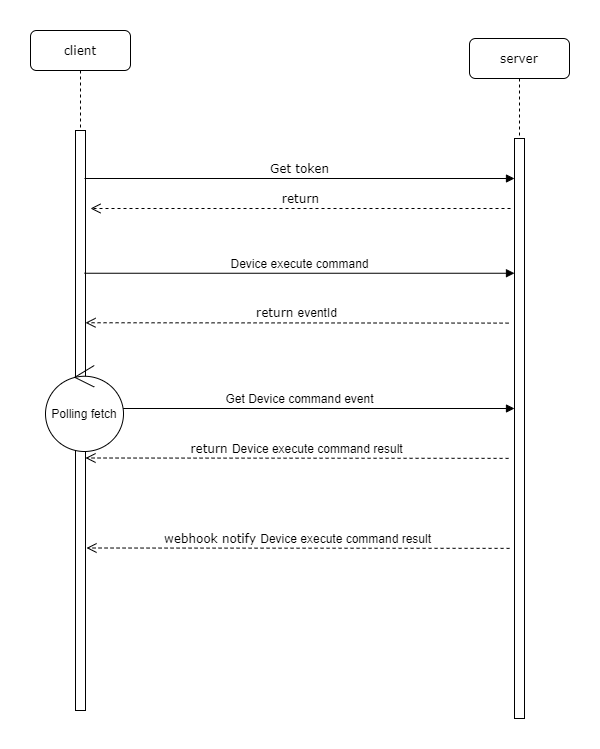 client
server
Get token
return
Device execute command
return eventId
Polling fetch
Get Device command event
return Device execute command result
webhook notify Device execute command result